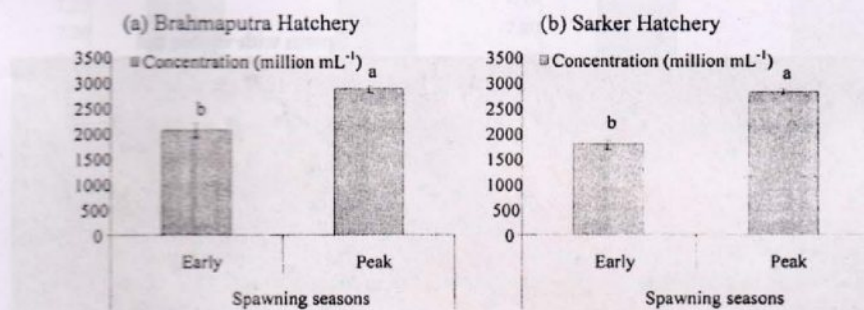 (a) Brahmaputra Hatchery
3500
3000
2500
2000
1500
1000
500
0
Concentration (million mL⁻¹)
b
a
Early
Peak
Spawning seasons
(b) Sarker Hatchery
3500
3000
2500
2000
1500
1000
500
0
Concentration (million mL⁻¹)
b
a
Early
Peak
Spawning seasons